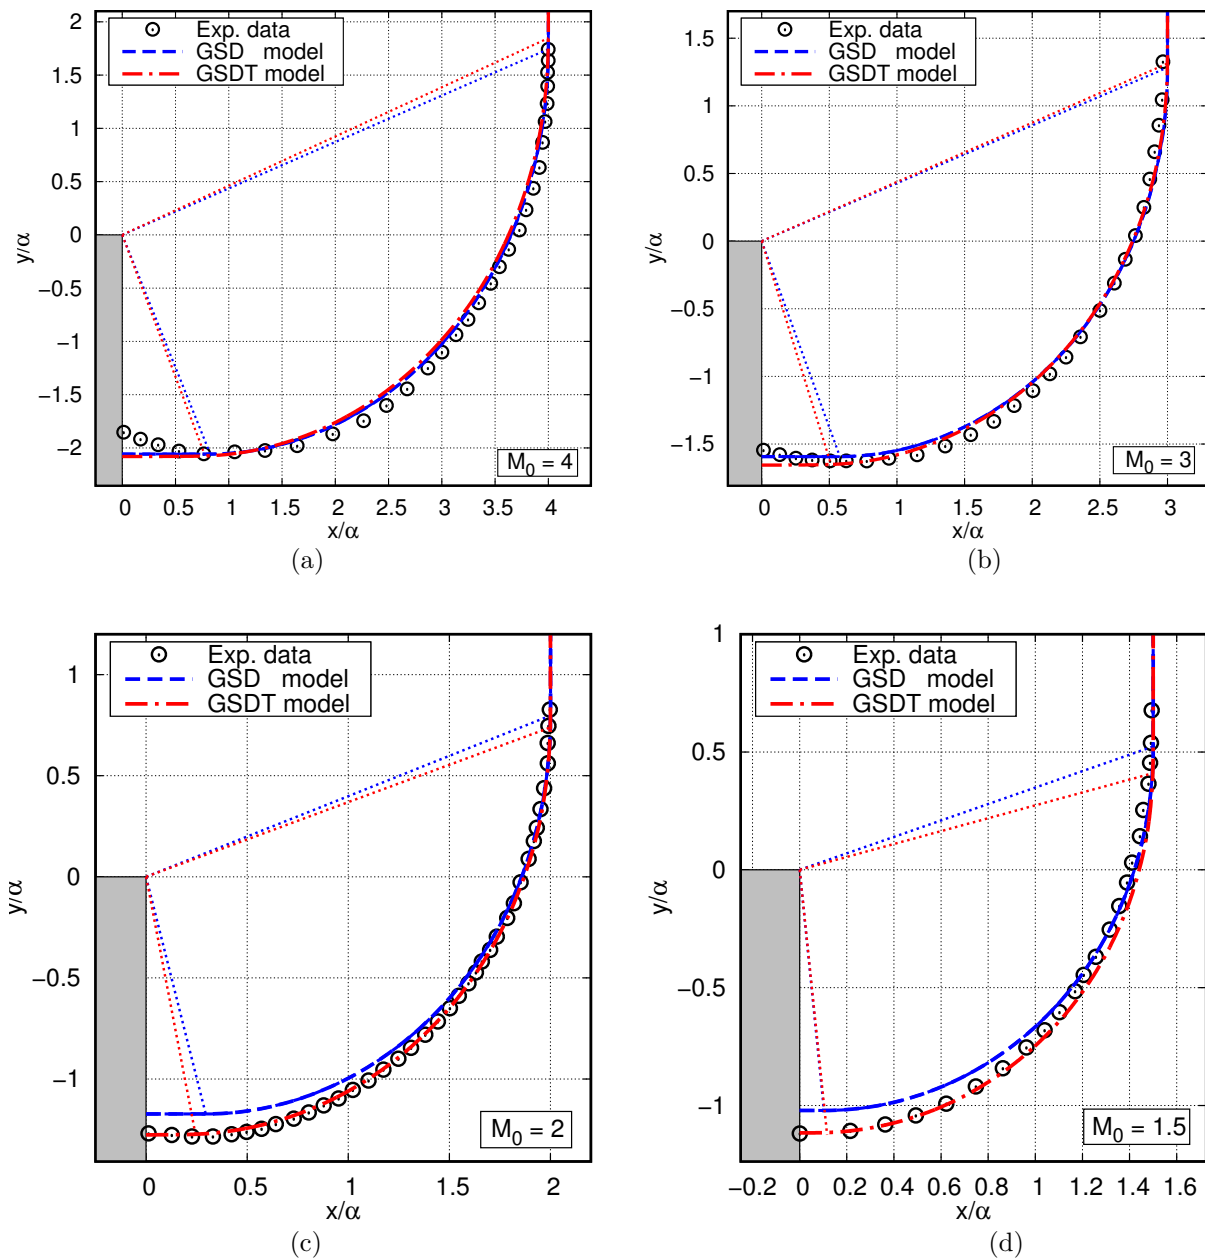 Exp. data
GSD model
GSDT model
2
1.5
1
0.5
0
−0.5
−1
−1.5
−2
y/α
M_0 = 4
0 0.5 1 1.5 2 2.5 3 3.5 4
x/α
(a)
Exp. data
GSD model
GSDT model
1.5
1
0.5
0
−0.5
−1
−1.5
y/α
M_0 = 3
0 0.5 1 1.5 2 2.5 3
x/α
(b)
Exp. data
GSD model
GSDT model
1
0.5
0
−0.5
−1
y/α
M_0 = 2
0 0.5 1 1.5 2
x/α
(c)
Exp. data
GSD model
GSDT model
1
0.5
0
−0.5
−1
y/α
M_0 = 1.5
−0.2 0 0.2 0.4 0.6 0.8 1 1.2 1.4 1.6
x/α
(d)